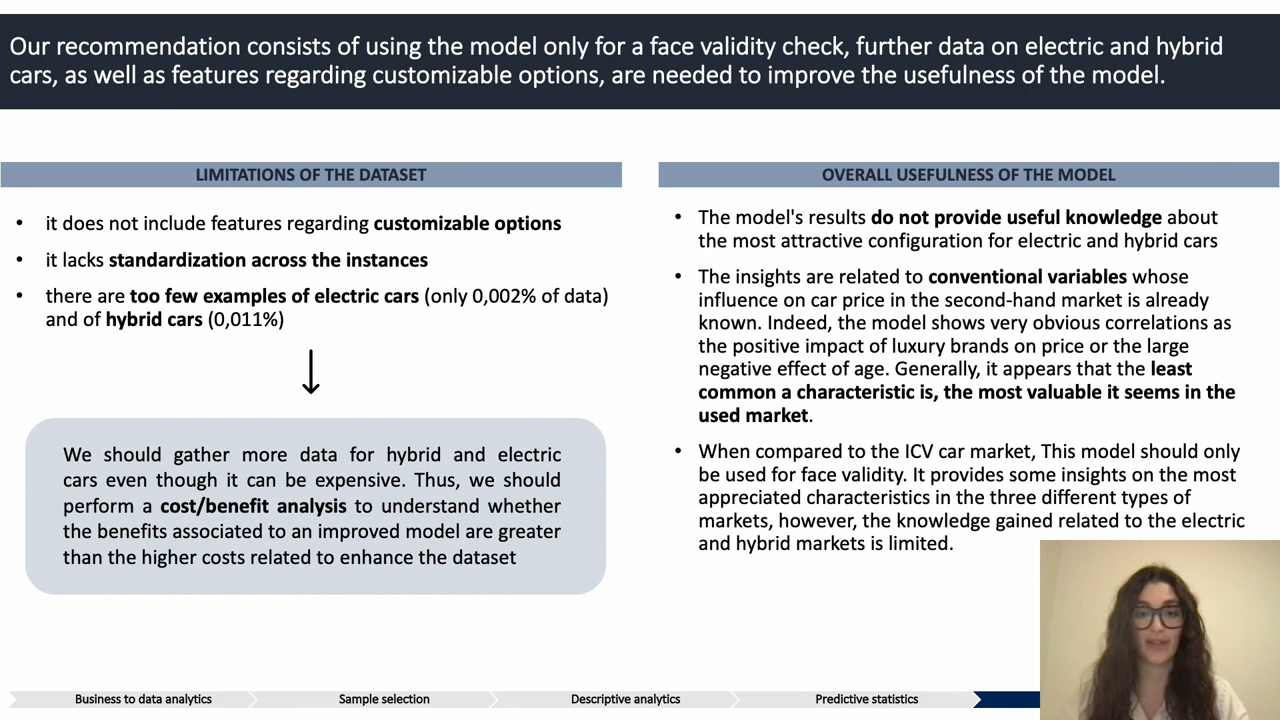 Our recommendation consists of using the model only for a face validity check, further data on electric and hybrid
cars, as well as features regarding customizable options, are needed to improve the usefulness of the model.
LIMITATIONS OF THE DATASET
• it does not include features regarding customizable options
• it lacks standardization across the instances
• there are too few examples of electric cars (only 0,002% of data)
and of hybrid cars (0,011%)
We should gather more data for hybrid and electric
cars even though it can be expensive. Thus, we should
perform a cost/benefit analysis to understand whether
the benefits associated to an improved model are greater
than the higher costs related to enhance the dataset
OVERALL USEFULNESS OF THE MODEL
• The model's results do not provide useful knowledge about
the most attractive configuration for electric and hybrid cars
• The insights are related to conventional variables whose
influence on car price in the second-hand market is already
known. Indeed, the model shows very obvious correlations as
the positive impact of luxury brands on price or the large
negative effect of age. Generally, it appears that the least
common a characteristic is, the most valuable it seems in the
used market.
• When compared to the ICV car market, This model should only
be used for face validity. It provides some insights on the most
appreciated characteristics in the three different types of
markets, however, the knowledge gained related to the electric
and hybrid markets is limited.
Business to data analytics
Sample selection
Descriptive analytics
Predictive statistics